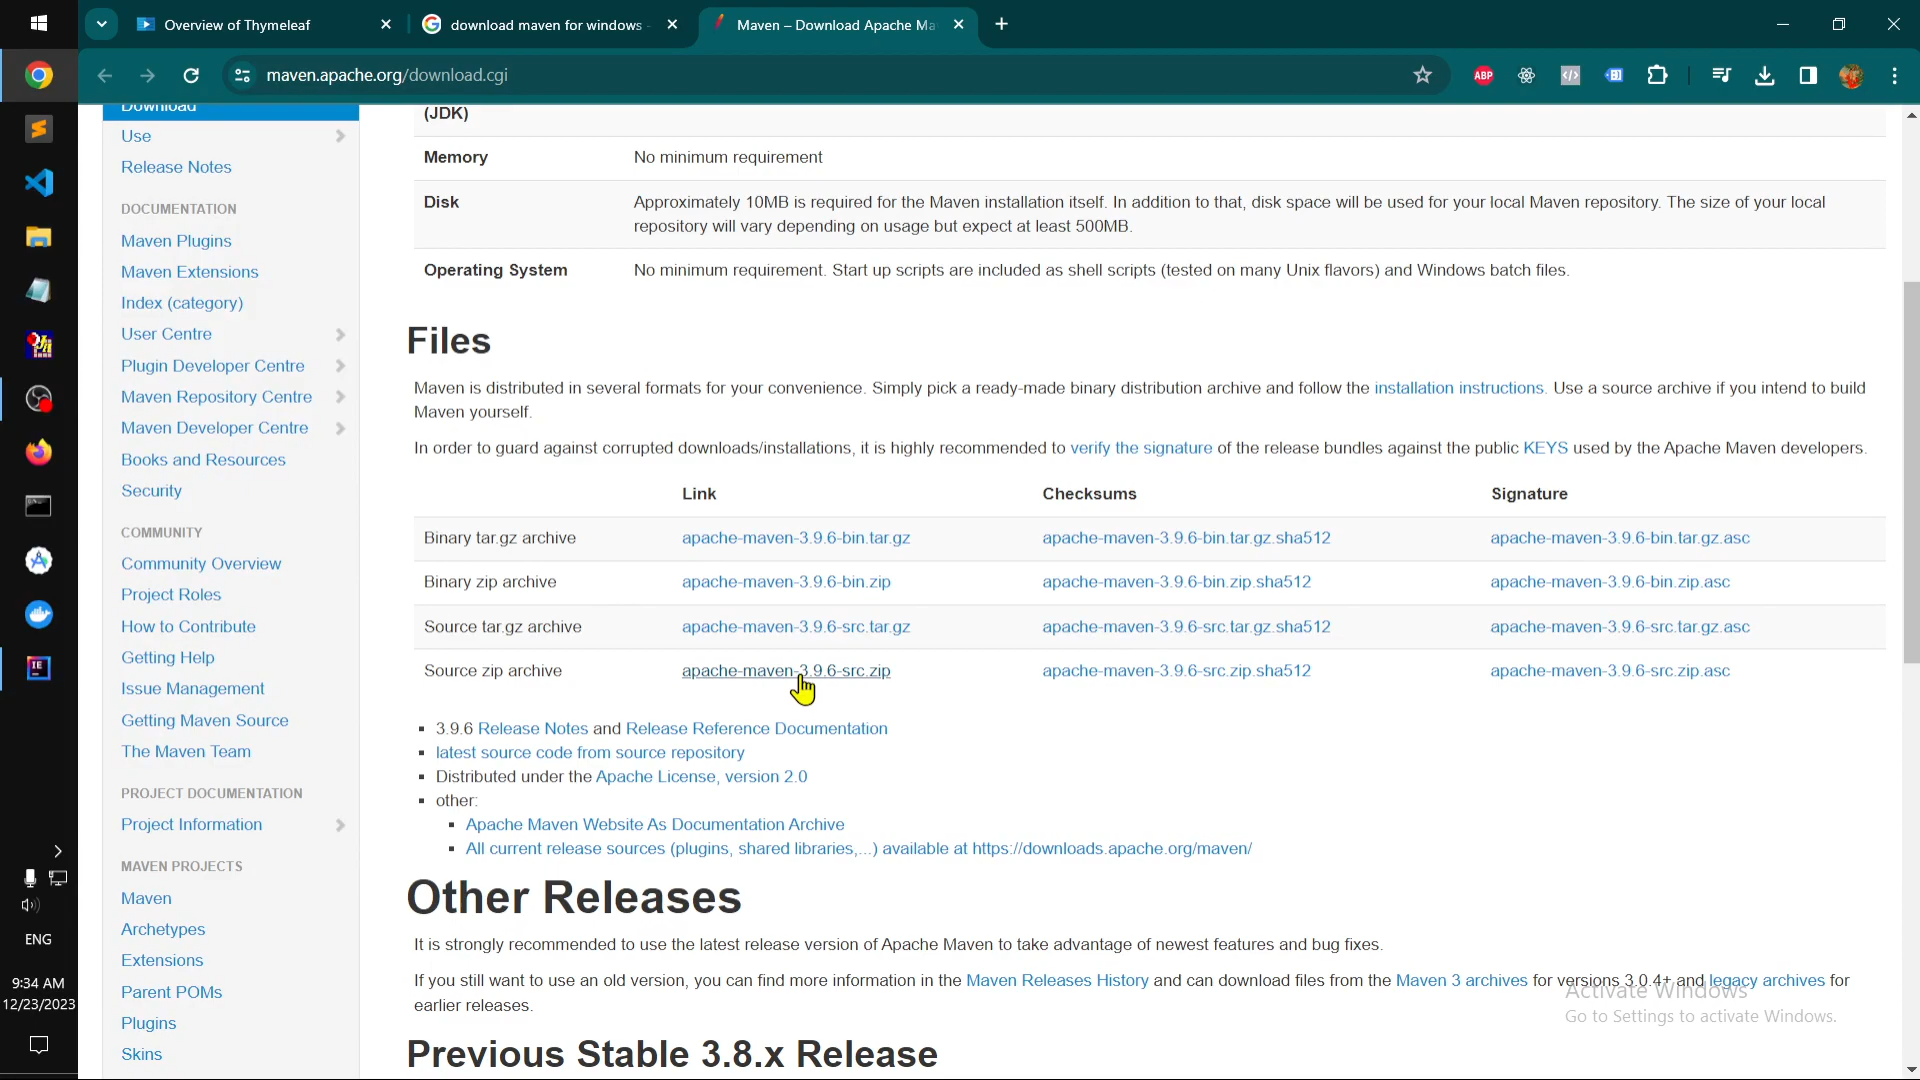 Overview of Thymeleaf
download maven for windows -
Maven – Download Apache Ma
maven.apache.org/download.cgi
ABP
Download
Use
Release Notes
DOCUMENTATION
Maven Plugins
Maven Extensions
Index (category)
User Centre
Plugin Developer Centre
Maven Repository Centre
Maven Developer Centre
Books and Resources
Security
COMMUNITY
Community Overview
Project Roles
How to Contribute
Getting Help
Issue Management
Getting Maven Source
The Maven Team
PROJECT DOCUMENTATION
Project Information
MAVEN PROJECTS
Maven
Archetypes
Extensions
Parent POMs
Plugins
Skins
(JDK)
Memory No minimum requirement
Disk Approximately 10MB is required for the Maven installation itself. In addition to that, disk space will be used for your local Maven repository. The size of your local
repository will vary depending on usage but expect at least 500MB.
Operating System No minimum requirement. Start up scripts are included as shell scripts (tested on many Unix flavors) and Windows batch files.
Files
Maven is distributed in several formats for your convenience. Simply pick a ready-made binary distribution archive and follow the installation instructions. Use a source archive if you intend to build
Maven yourself.
In order to guard against corrupted downloads/installations, it is highly recommended to verify the signature of the release bundles against the public KEYS used by the Apache Maven developers.
Link Checksums Signature
Binary tar.gz archive apache-maven-3.9.6-bin.tar.gz apache-maven-3.9.6-bin.tar.gz.sha512 apache-maven-3.9.6-bin.tar.gz.asc
Binary zip archive apache-maven-3.9.6-bin.zip apache-maven-3.9.6-bin.zip.sha512 apache-maven-3.9.6-bin.zip.asc
Source tar.gz archive apache-maven-3.9.6-src.tar.gz apache-maven-3.9.6-src.tar.gz.sha512 apache-maven-3.9.6-src.tar.gz.asc
Source zip archive apache-maven-3.9.6-src.zip apache-maven-3.9.6-src.zip.sha512 apache-maven-3.9.6-src.zip.asc
3.9.6 Release Notes and Release Reference Documentation
latest source code from source repository
Distributed under the Apache License, version 2.0
other:
Apache Maven Website As Documentation Archive
All current release sources (plugins, shared libraries,...) available at https://downloads.apache.org/maven/
Other Releases
It is strongly recommended to use the latest release version of Apache Maven to take advantage of newest features and bug fixes.
If you still want to use an old version, you can find more information in the Maven Releases History and can download files from the Maven 3 archives for versions 3.0.4+ and legacy archives for
earlier releases.
Previous Stable 3.8.x Release
Activate Windows
Go to Settings to activate Windows.
IE
ENG
9:34 AM
12/23/2023